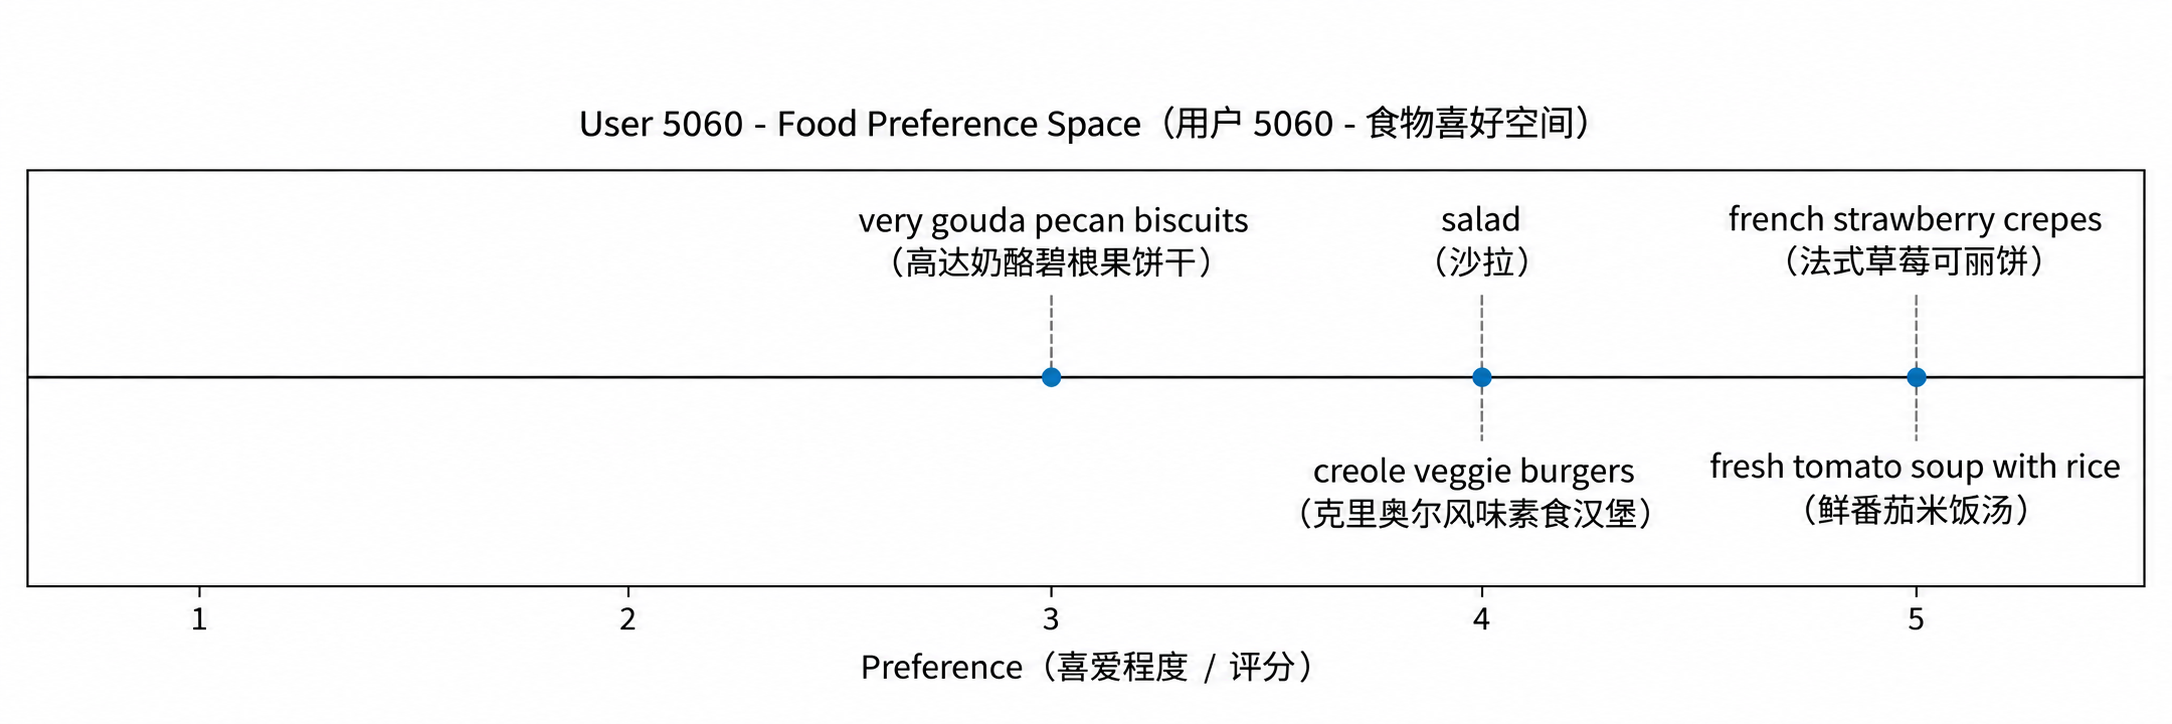 User 5060 - Food Preference Space（用户 5060 - 食物喜好空间）
very gouda pecan biscuits
（高达奶酪碧根果饼干）
salad
（沙拉）
french strawberry crepes
（法式草莓可丽饼）
creole veggie burgers
（克里奥尔风味素食汉堡）
fresh tomato soup with rice
（鲜番茄米饭汤）
1
2
3
4
5
Preference（喜爱程度 / 评分）